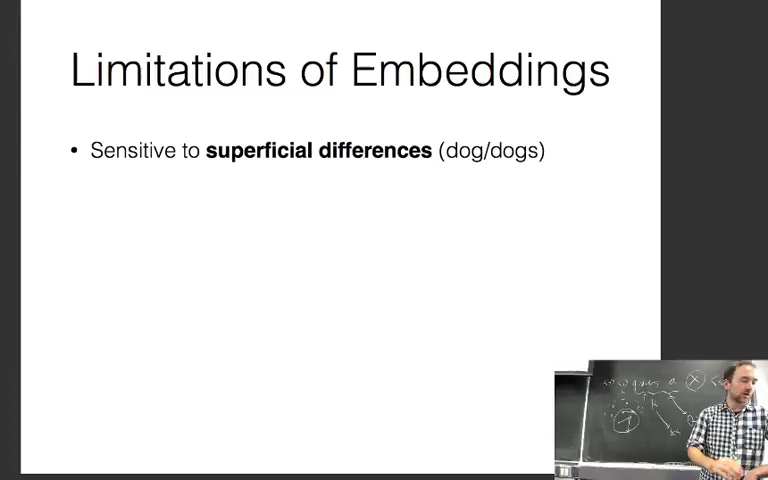 Limitations of Embeddings
• Sensitive to superficial differences (dog/dogs)